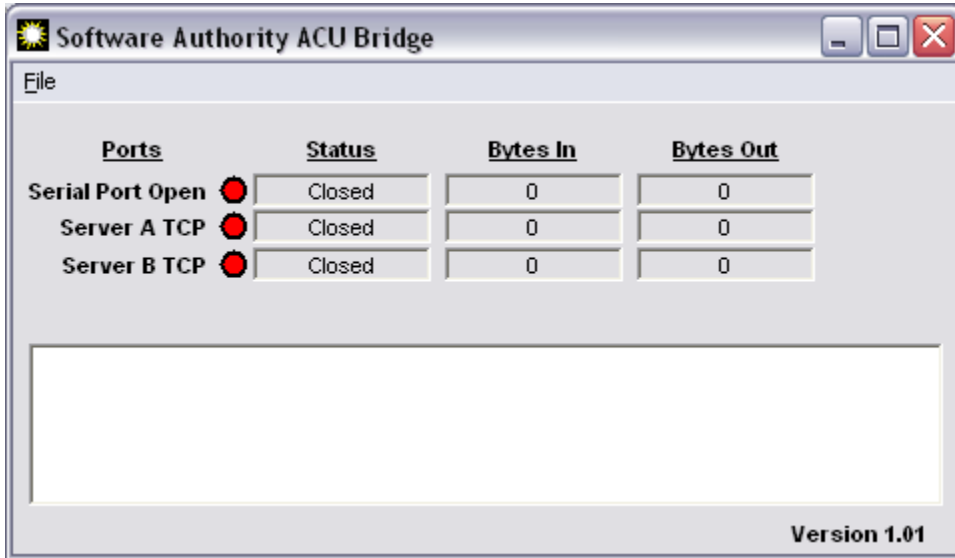 Software Authority ACU Bridge
File
Ports Status Bytes In Bytes Out
Serial Port Open Closed 0 0
Server A TCP Closed 0 0
Server B TCP Closed 0 0
Version 1.01